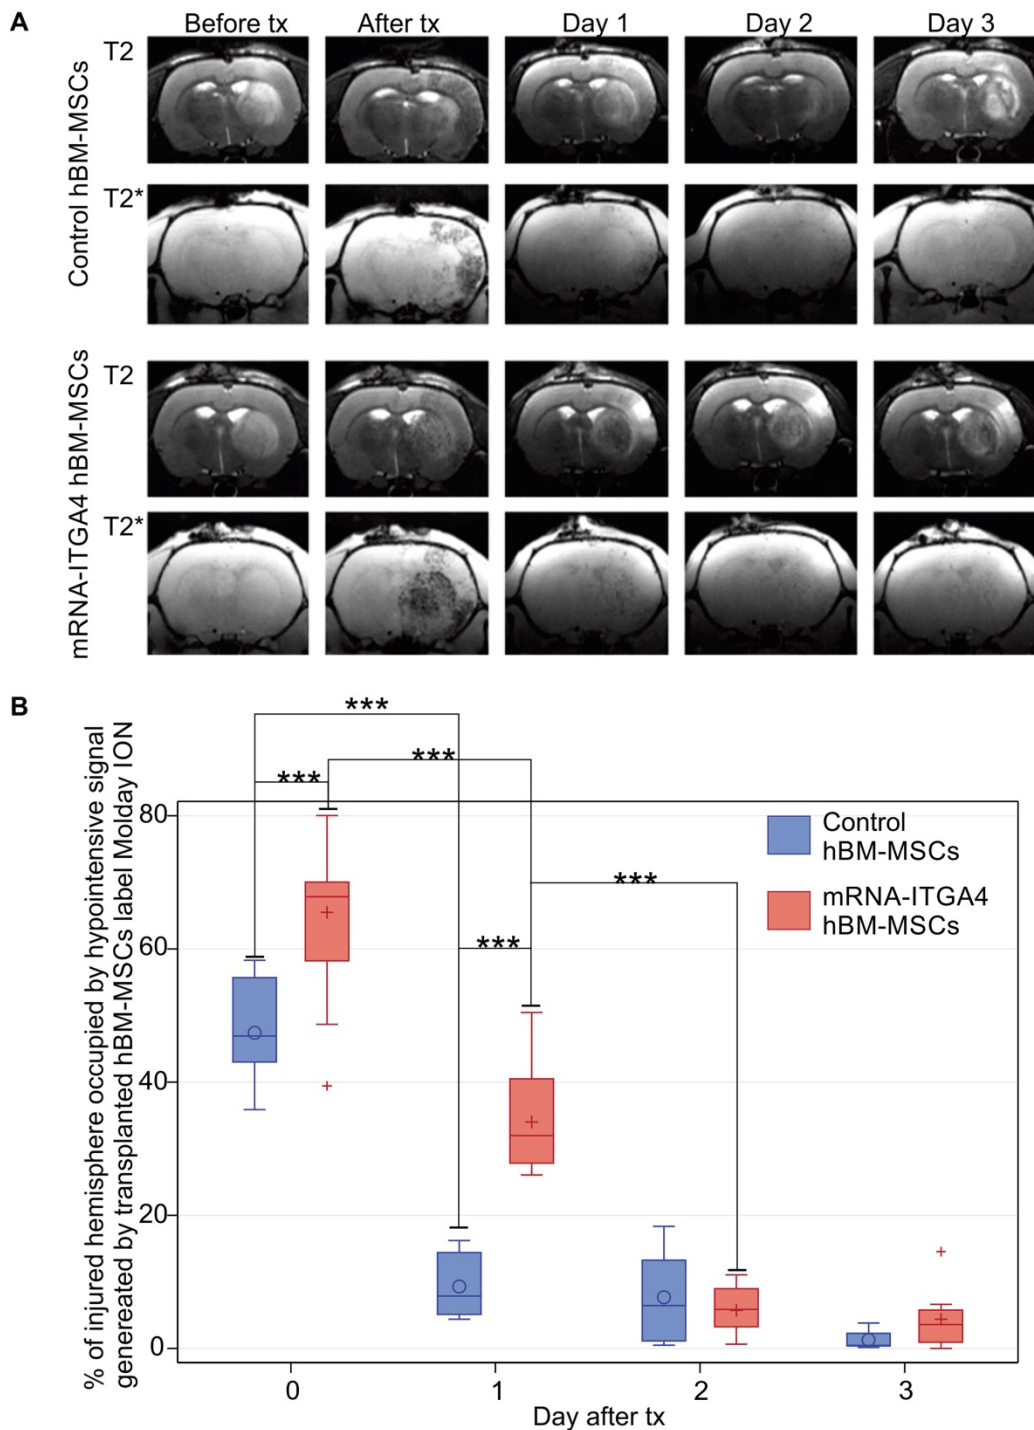 A
Before tx
After tx
Day 1
Day 2
Day 3
Control hBM-MSCs
T2
T2*
mRNA-ITGA4 hBM-MSCs
T2
T2*
B
% of injured hemisphere occupied by hypointensive signal
genereated by transplanted hBM-MSCs label Molday ION
***
***
***
***
***
80
60
40
20
0
Control
hBM-MSCs
mRNA-ITGA4
hBM-MSCs
0
1
2
3
Day after tx